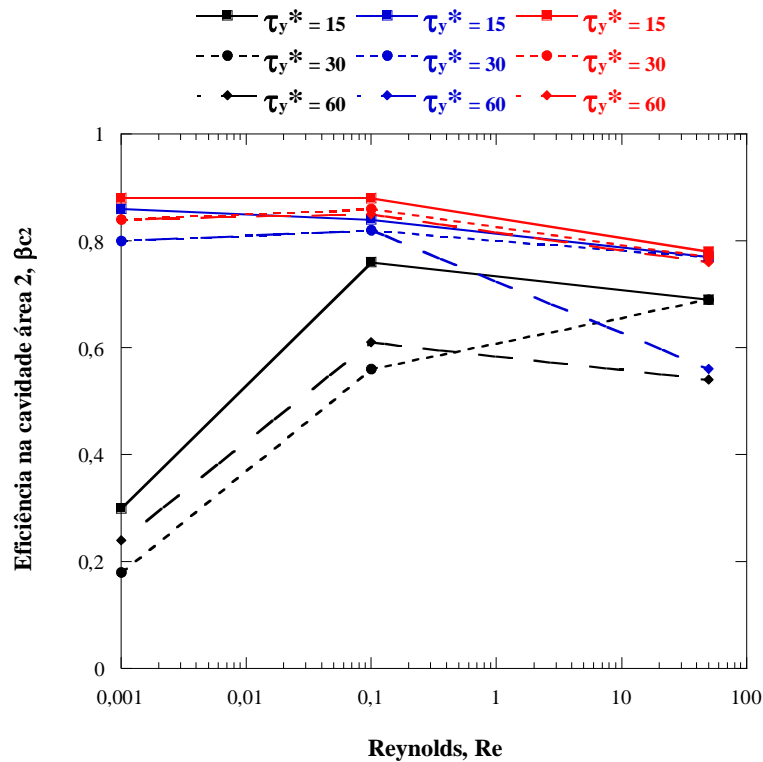 τy* = 15 τy* = 15 τy* = 15
τy* = 30 τy* = 30 τy* = 30
τy* = 60 τy* = 60 τy* = 60
Eficiência na cavidade área 2, βc2
1
0,8
0,6
0,4
0,2
0
0,001 0,01 0,1 1 10 100
Reynolds, Re